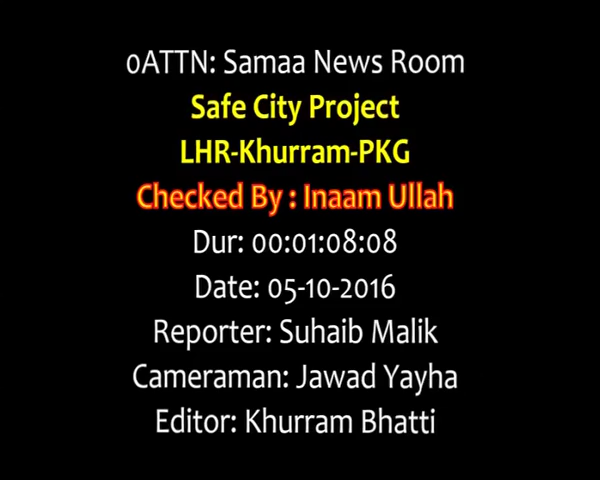 0ATTN: Samaa News Room
Safe City Project
LHR-Khurram-PKG
Checked By : Inaam Ullah
Dur: 00:01:08:08
Date: 05-10-2016
Reporter: Suhaib Malik
Cameraman: Jawad Yayha
Editor: Khurram Bhatti